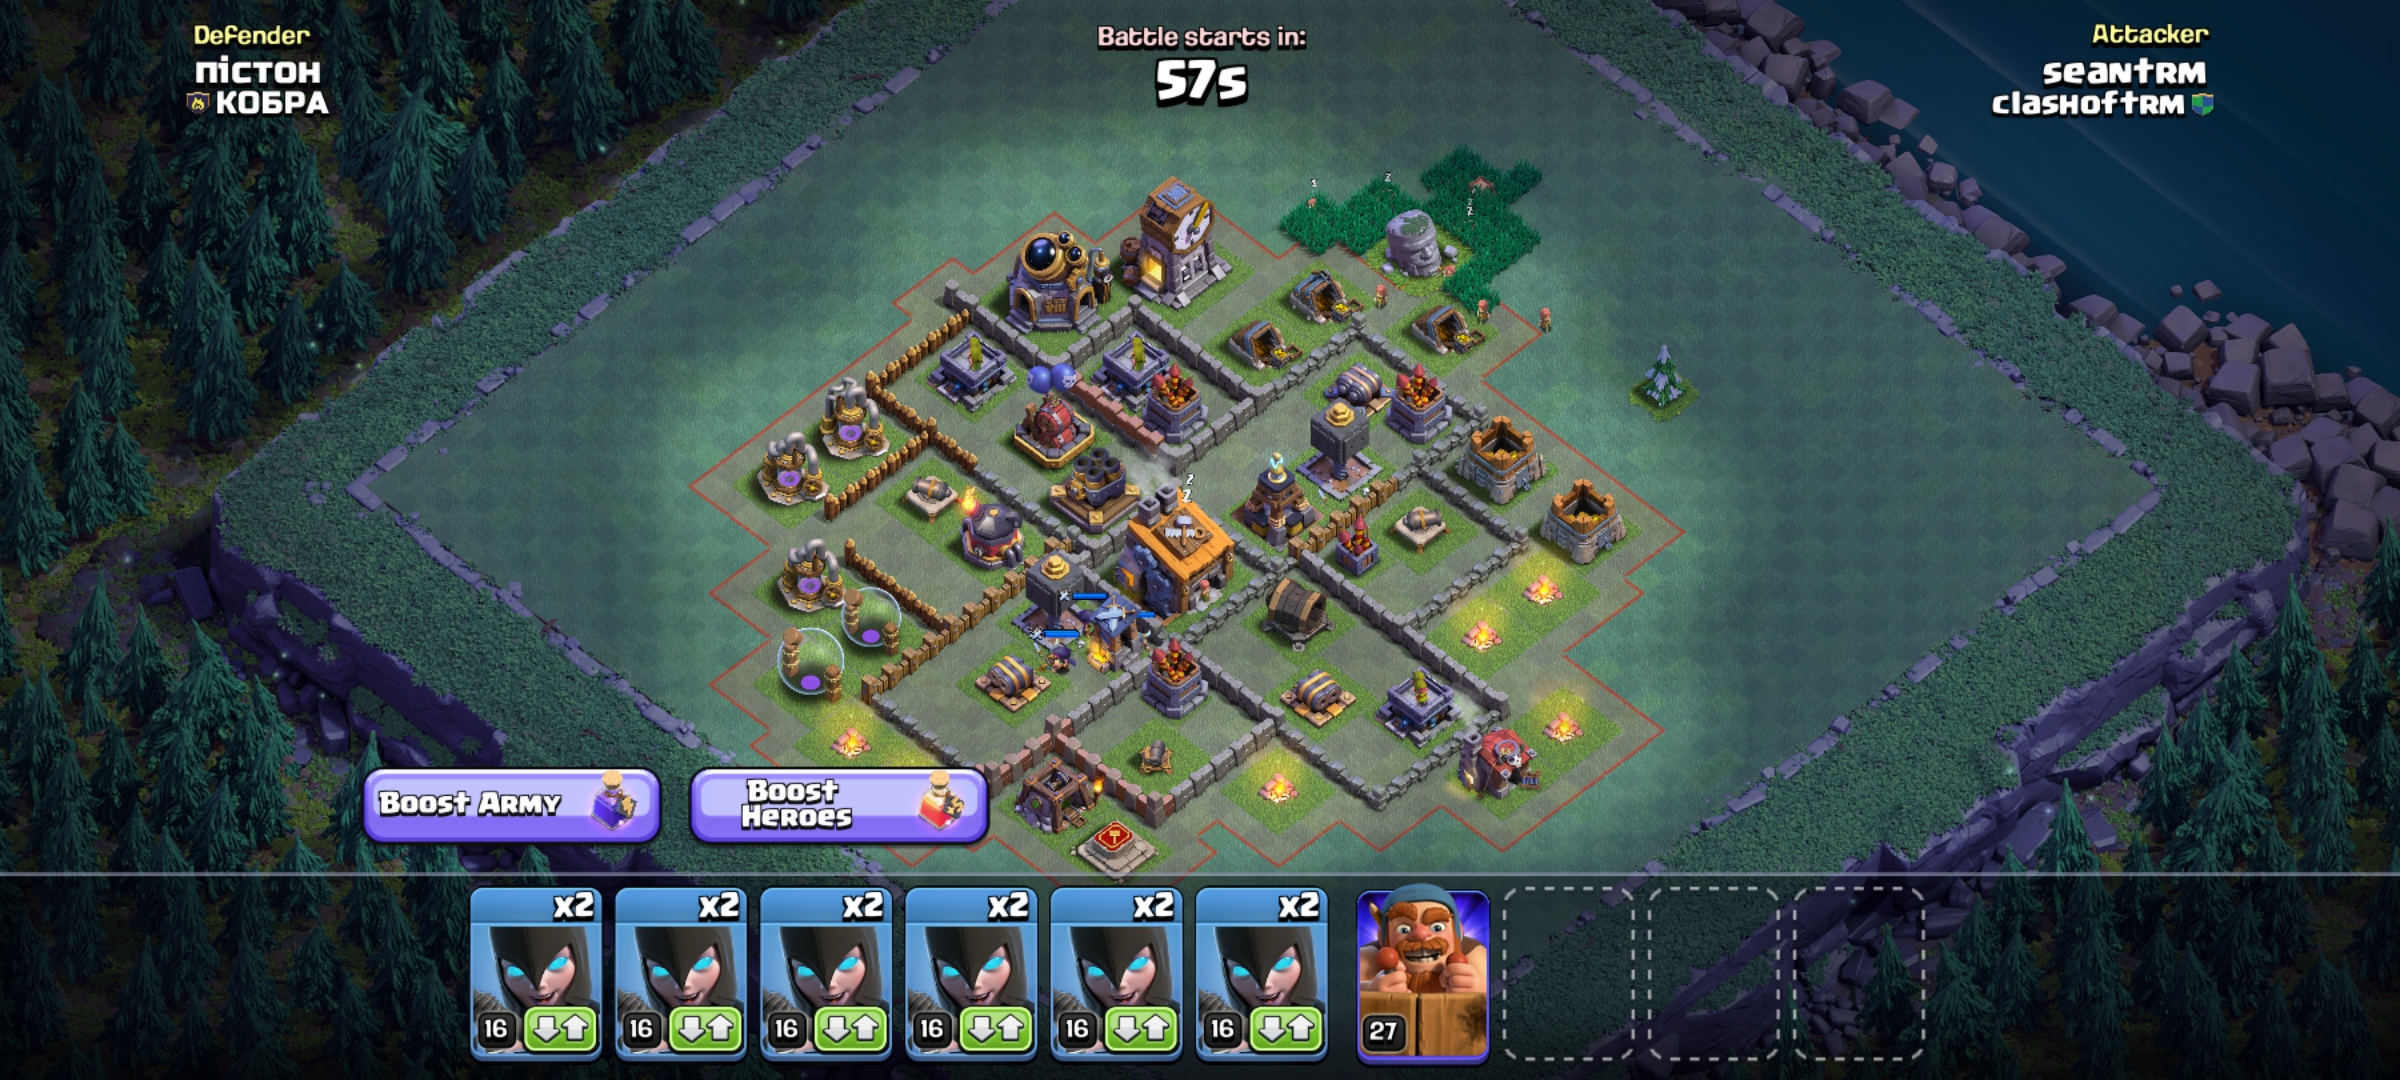 Defender
пістон
КОБРА
Battle starts in:
57s
Attacker
seantRM
clashoftRM
Boost Army
Boost
Heroes
x2
x2
x2
x2
x2
x2
16
16
16
16
16
16
27